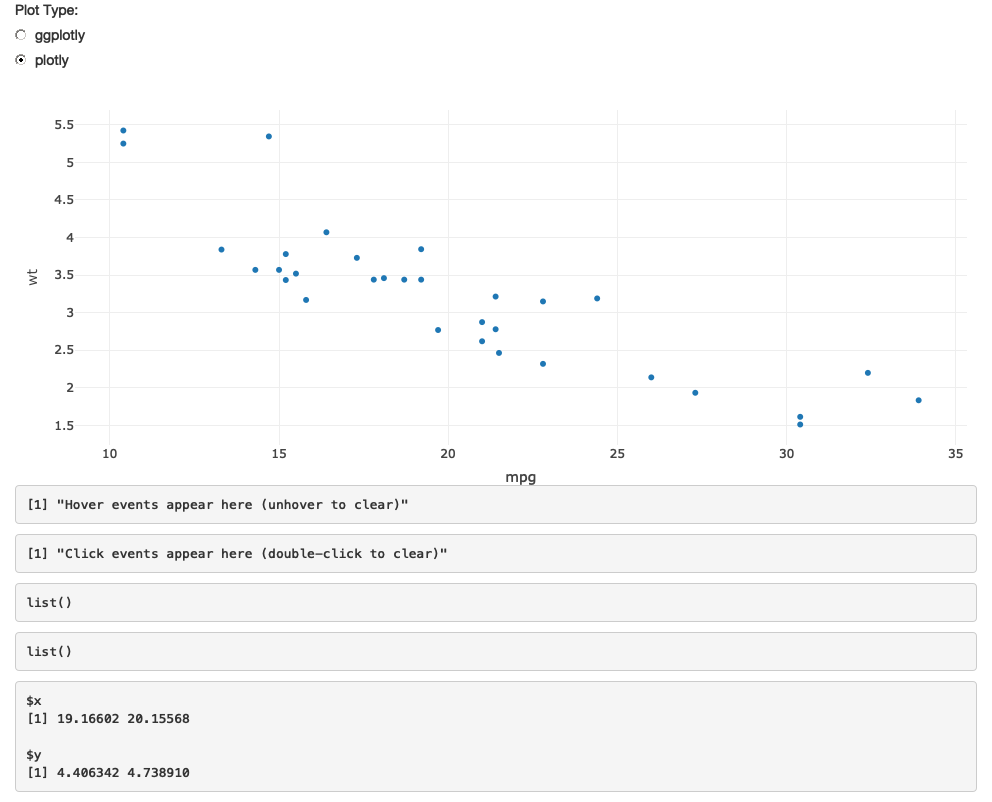 Plot Type:
ggplotly
plotly
5.5
5
4.5
4
3.5
3
2.5
2
1.5
wt
10 15 20 25 30 35
mpg
[1] "Hover events appear here (unhover to clear)"
[1] "Click events appear here (double-click to clear)"
list()
list()
$x
[1] 19.16602 20.15568
$y
[1] 4.406342 4.738910